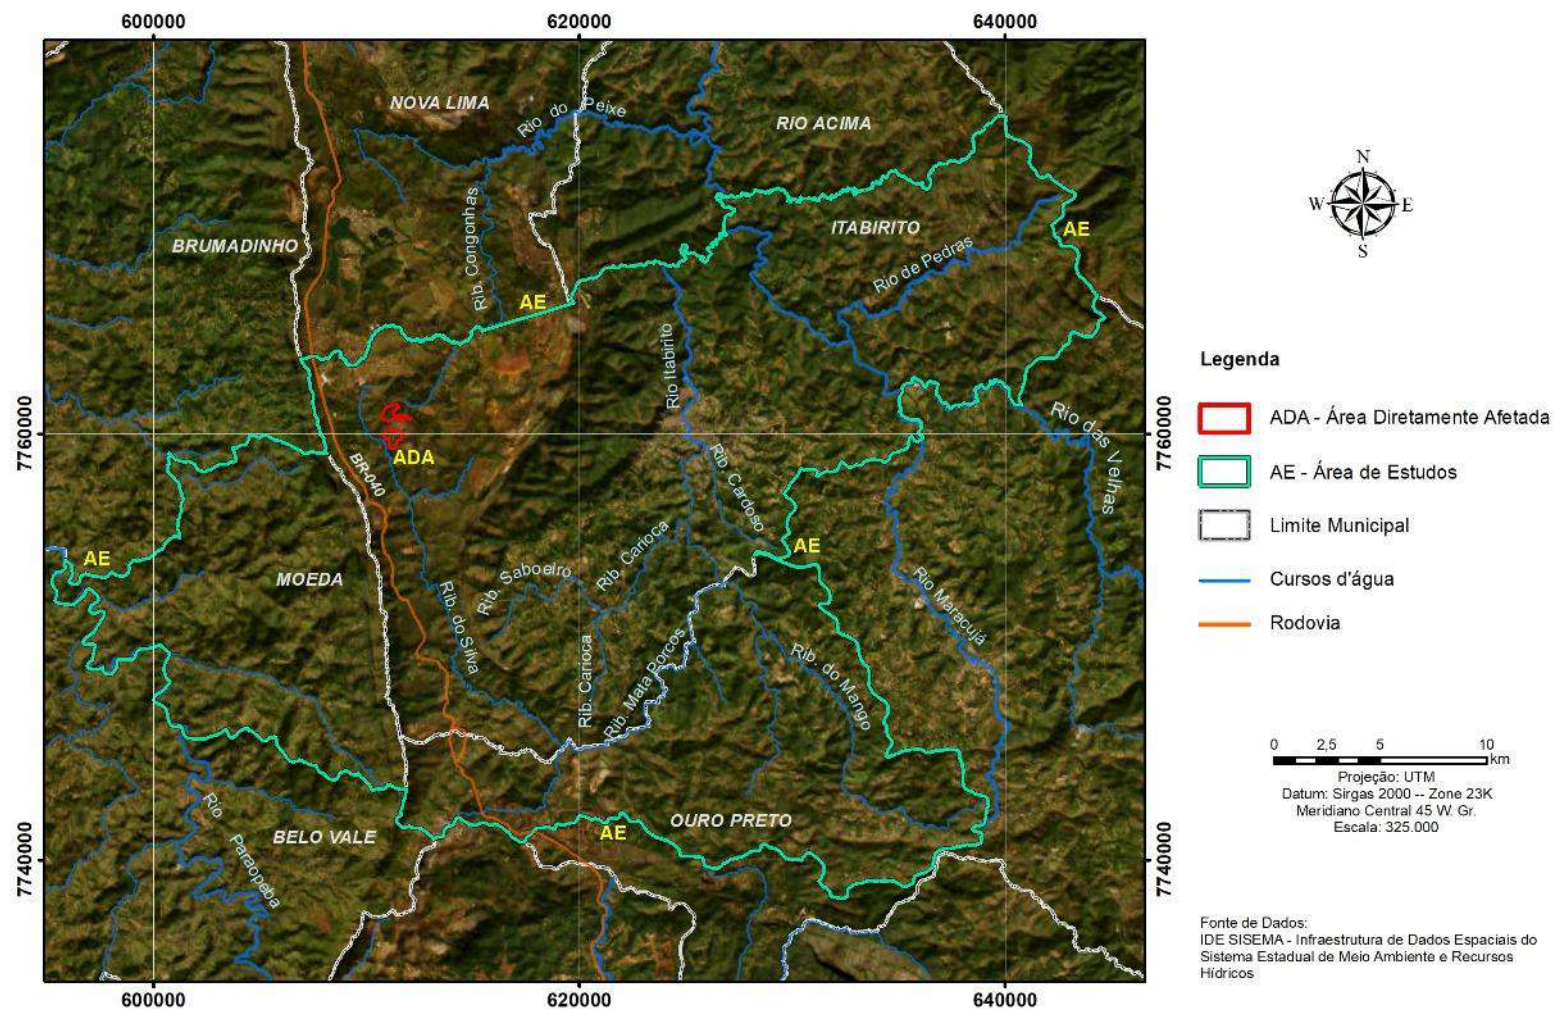 600000
620000
640000
NOVA LIMA
Rio do Peixe
RIO ACIMA
N
W
E
S
BRUMADINHO
Rib. Congonhas
ITABIRITO
AE
Rio de Pedras
AE
Rio Itabirito
Legenda
7760000
ADA
BR-040
Rib. Cardoso
Rio das Velhas
7760000
ADA - Área Diretamente Afetada
AE - Área de Estudos
Limite Municipal
Cursos d'água
Rodovia
AE
MOEDA
Rib. do Silva
Rib. Saboeiro
Rib. Carioca
AE
Rio Maracujá
Rib. Carioca
Rib. Mata Porcos
Rib. do Mango
0 2,5 5 10
km
Projeção: UTM
Datum: Sirgas 2000 -- Zone 23K
Meridiano Central 45 W. Gr.
Escala: 325.000
Rio Paraopeba
BELO VALE
AE
OURO PRETO
7740000
7740000
Fonte de Dados:
IDE SISEMA - Infraestrutura de Dados Espaciais do
Sistema Estadual de Meio Ambiente e Recursos
Hídricos
600000
620000
640000